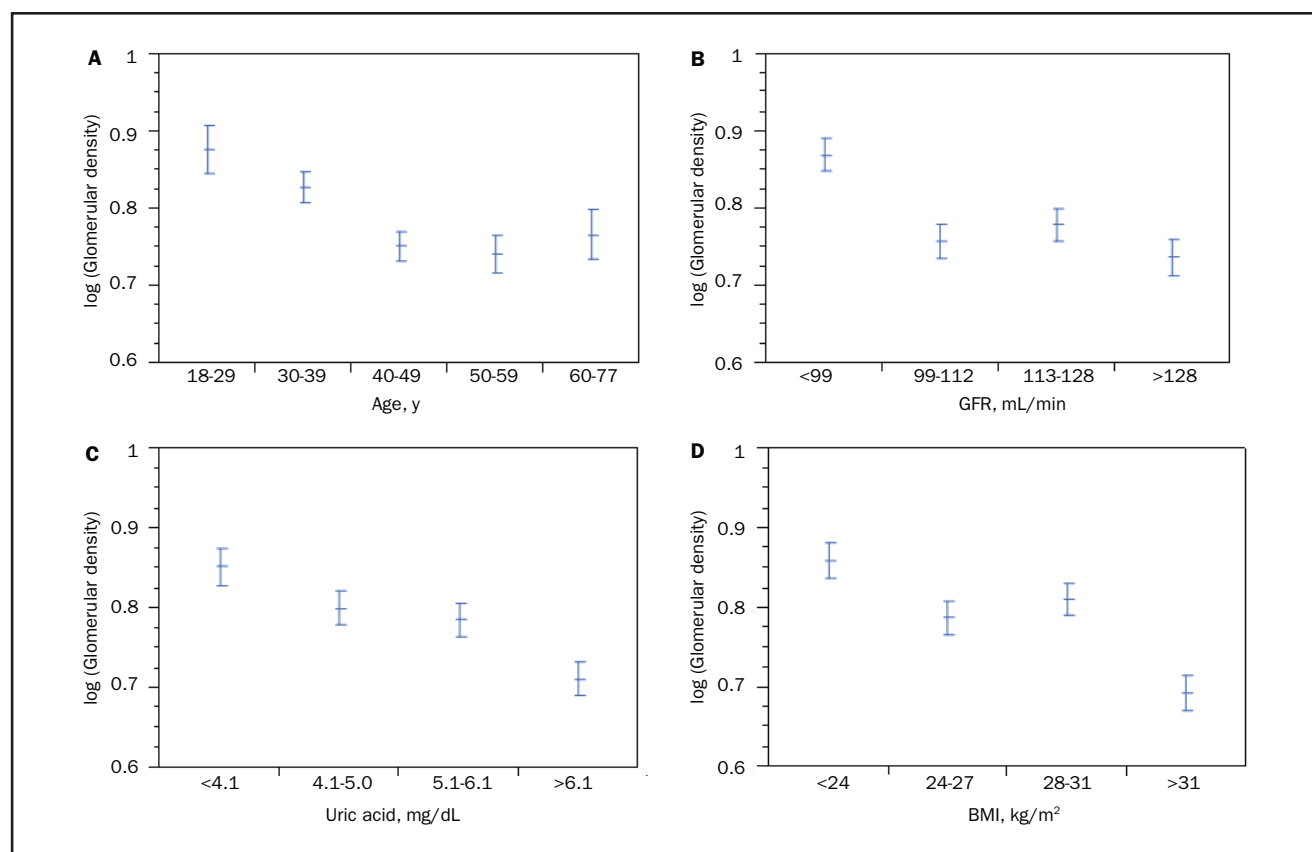 A
1
0.9
0.8
0.7
0.6
log (Glomerular density)
18-29 30-39 40-49 50-59 60-77
Age, y
B
1
0.9
0.8
0.7
0.6
log (Glomerular density)
<99 99-112 113-128 >128
GFR, mL/min
C
1
0.9
0.8
0.7
0.6
log (Glomerular density)
<4.1 4.1-5.0 5.1-6.1 >6.1
Uric acid, mg/dL
D
1
0.9
0.8
0.7
0.6
log (Glomerular density)
<24 24-27 28-31 >31
BMI, kg/m²